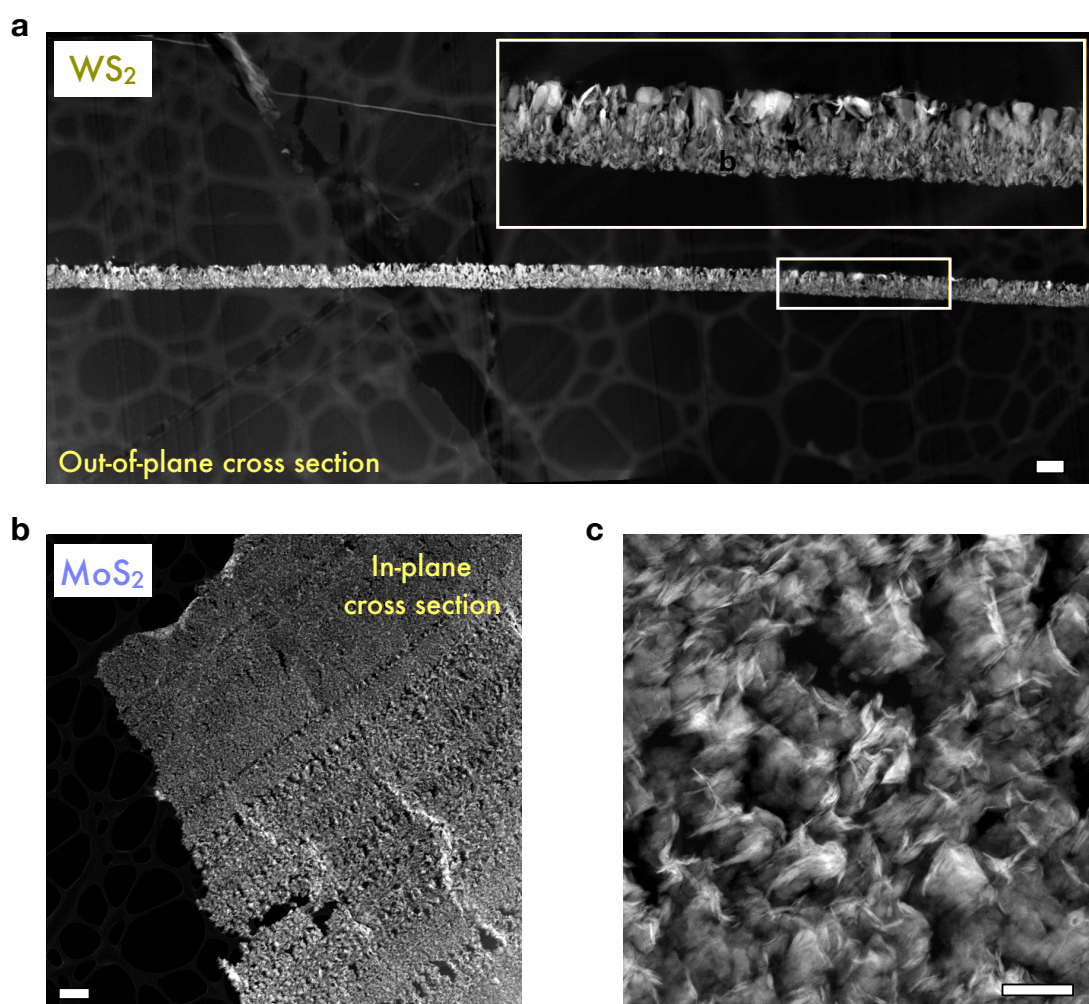 a
WS₂
b
Out-of-plane cross section
b
MoS₂
In-plane
cross section
c